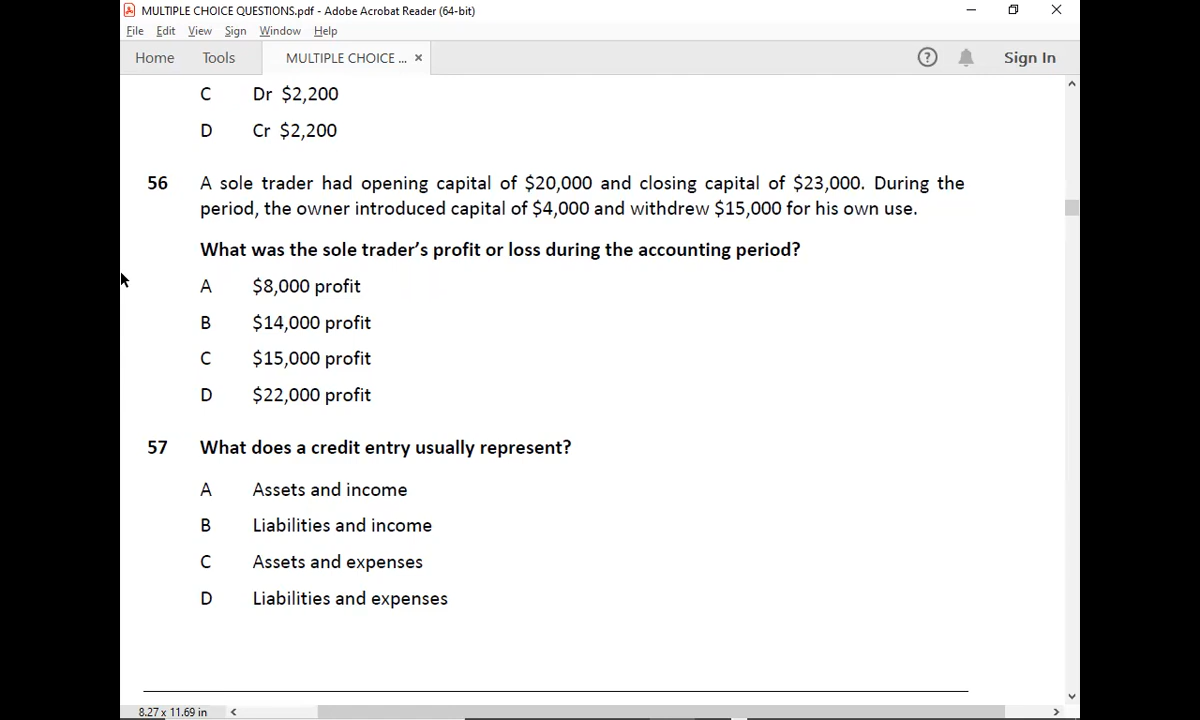 MULTIPLE CHOICE QUESTIONS.pdf - Adobe Acrobat Reader (64-bit)
File Edit View Sign Window Help
Home Tools MULTIPLE CHOICE ... × Sign In
C Dr $2,200
D Cr $2,200
56 A sole trader had opening capital of $20,000 and closing capital of $23,000. During the
period, the owner introduced capital of $4,000 and withdrew $15,000 for his own use.
What was the sole trader's profit or loss during the accounting period?
A $8,000 profit
B $14,000 profit
C $15,000 profit
D $22,000 profit
57 What does a credit entry usually represent?
A Assets and income
B Liabilities and income
C Assets and expenses
D Liabilities and expenses
8.27 x 11.69 in